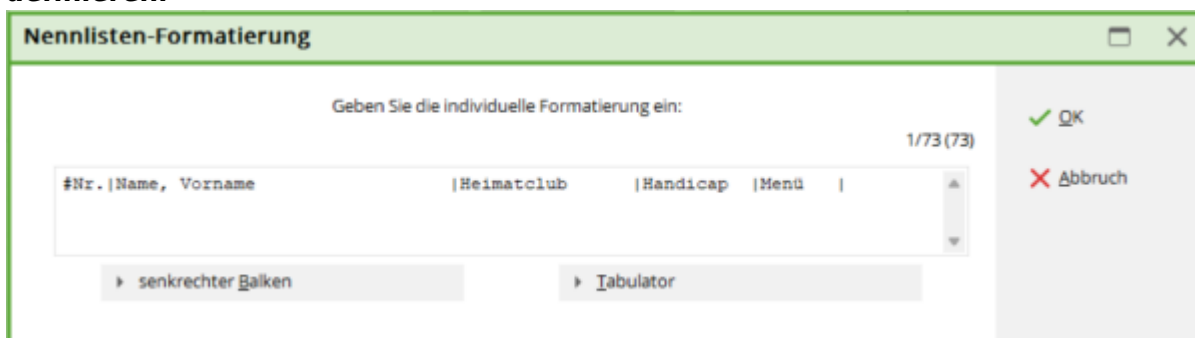 Nennlisten-Formatierung
Geben Sie die individuelle Formatierung ein:
1/73 (73)
OK
#Nr.|Name, Vorname |Heimatclub |Handicap |Menü |
Abbruch
senkrechter Balken
Tabulator